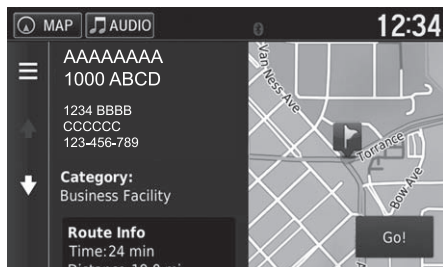 MAP AUDIO 12:34
AAAAAAAA
1000 ABCD
1234 BBBB
CCCCCC
123-456-789
Category:
Business Facility
Route Info
Time: 24 min
Van Ness Ave
Torrance
Bow Ave
Go!